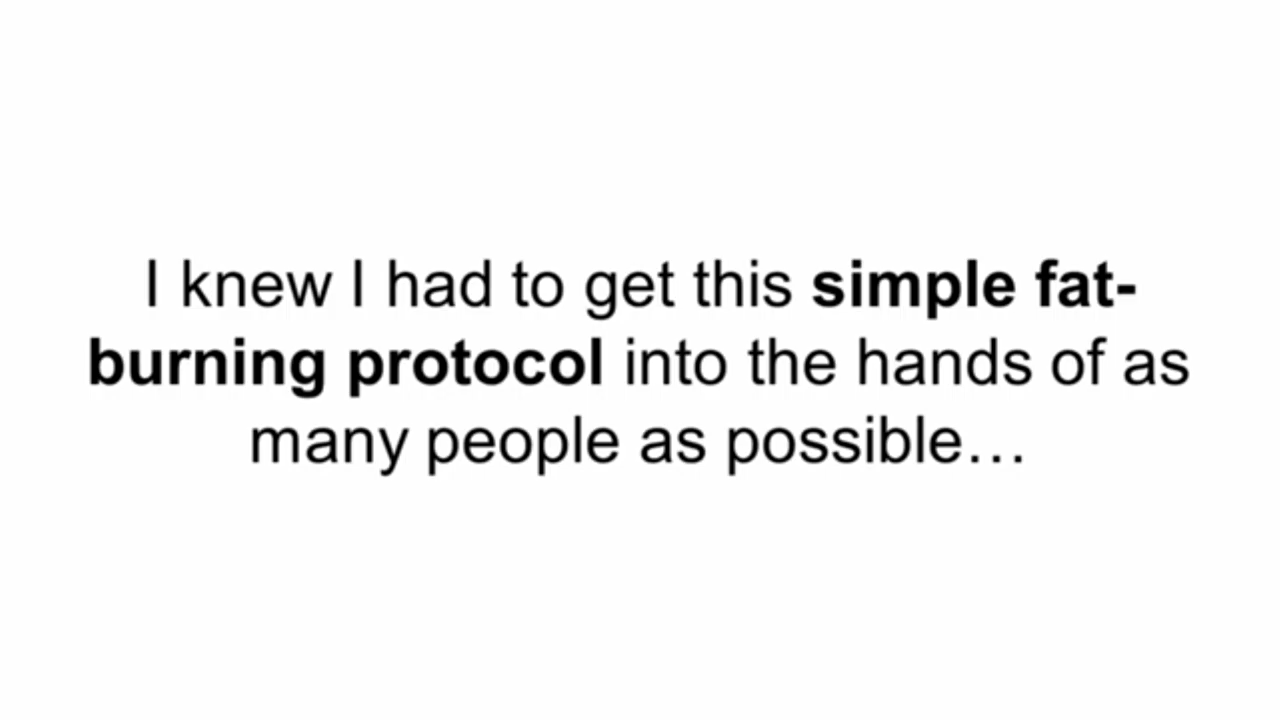 I knew I had to get this simple fat-
burning protocol into the hands of as
many people as possible…